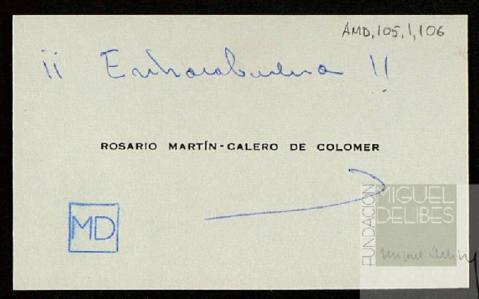 AMD,105,1,106
¡¡ Enhorabuena !!
ROSARIO MARTÍN-CALERO DE COLOMER
MD
FUNDACIÓN
MIGUEL
DELIBES